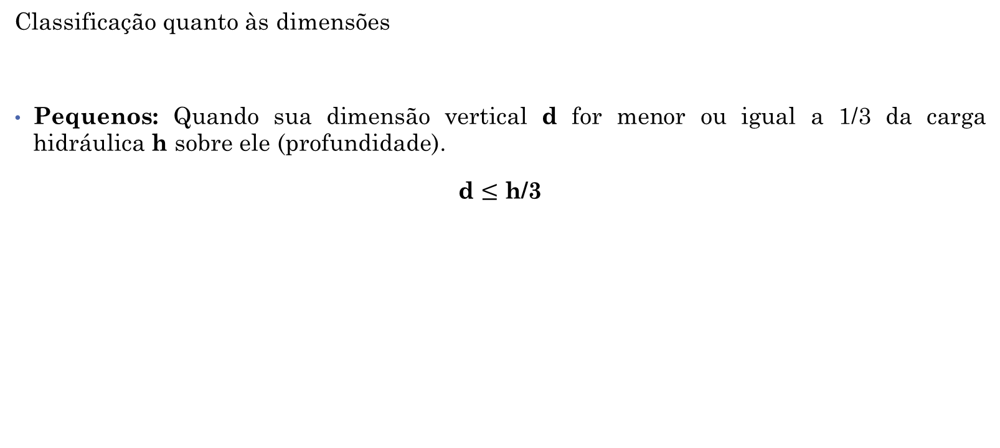 Classificação quanto às dimensões
• Pequenos: Quando sua dimensão vertical d for menor ou igual a 1/3 da carga
hidráulica h sobre ele (profundidade).
d ≤ h/3